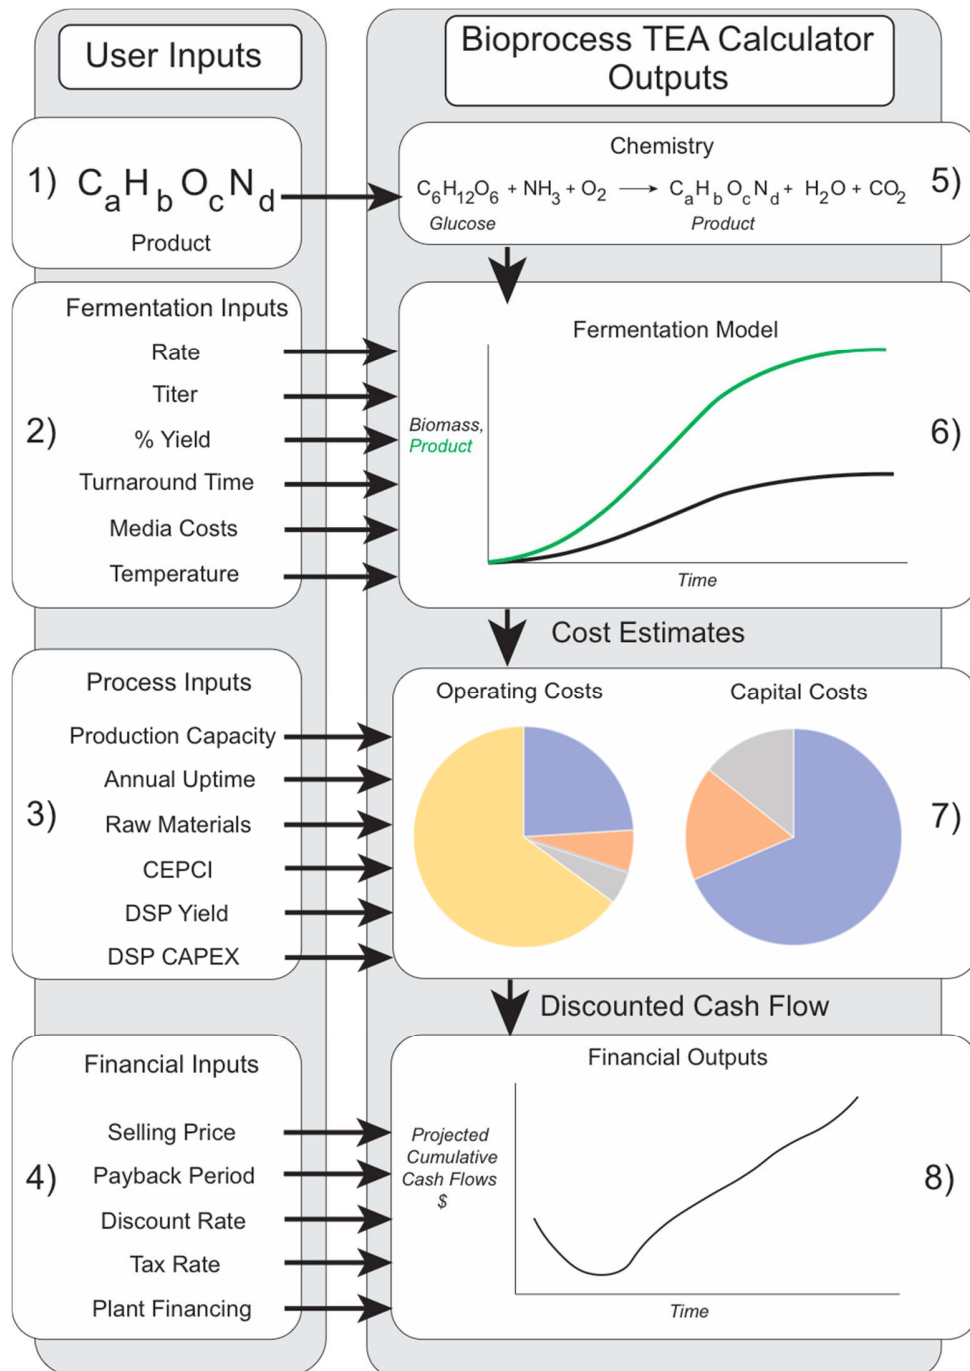 User Inputs
Bioprocess TEA Calculator
Outputs
1)
CaHbOcNd
Product
Chemistry
C6H12O6 + NH3 + O2 → CaHbOcNd + H2O + CO2
Glucose
Product
5)
2)
Fermentation Inputs
Rate
Titer
% Yield
Turnaround Time
Media Costs
Temperature
Fermentation Model
Biomass,
Product
Time
6)
Cost Estimates
3)
Process Inputs
Production Capacity
Annual Uptime
Raw Materials
CEPCI
DSP Yield
DSP CAPEX
Operating Costs
Capital Costs
7)
Discounted Cash Flow
4)
Financial Inputs
Selling Price
Payback Period
Discount Rate
Tax Rate
Plant Financing
Financial Outputs
Projected
Cumulative
Cash Flows
$
Time
8)